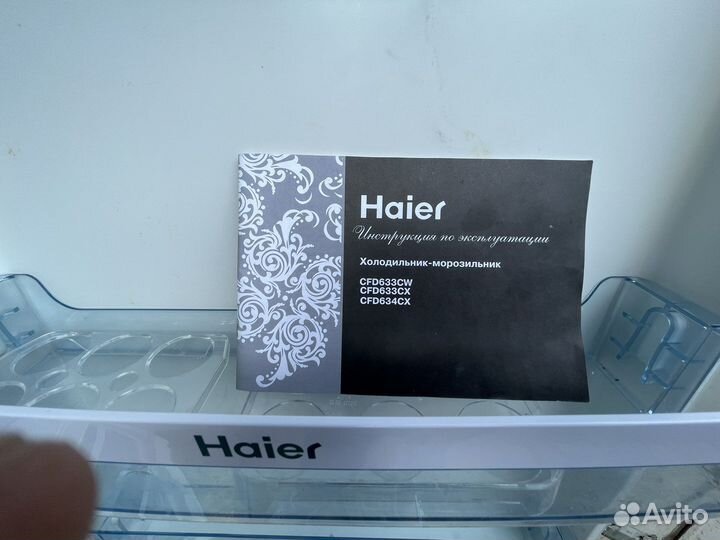 Haier
Инструкция по эксплуатации
Холодильник-морозильник
CFD633CW
CFD633CX
CFD634CX
Haier
Avito